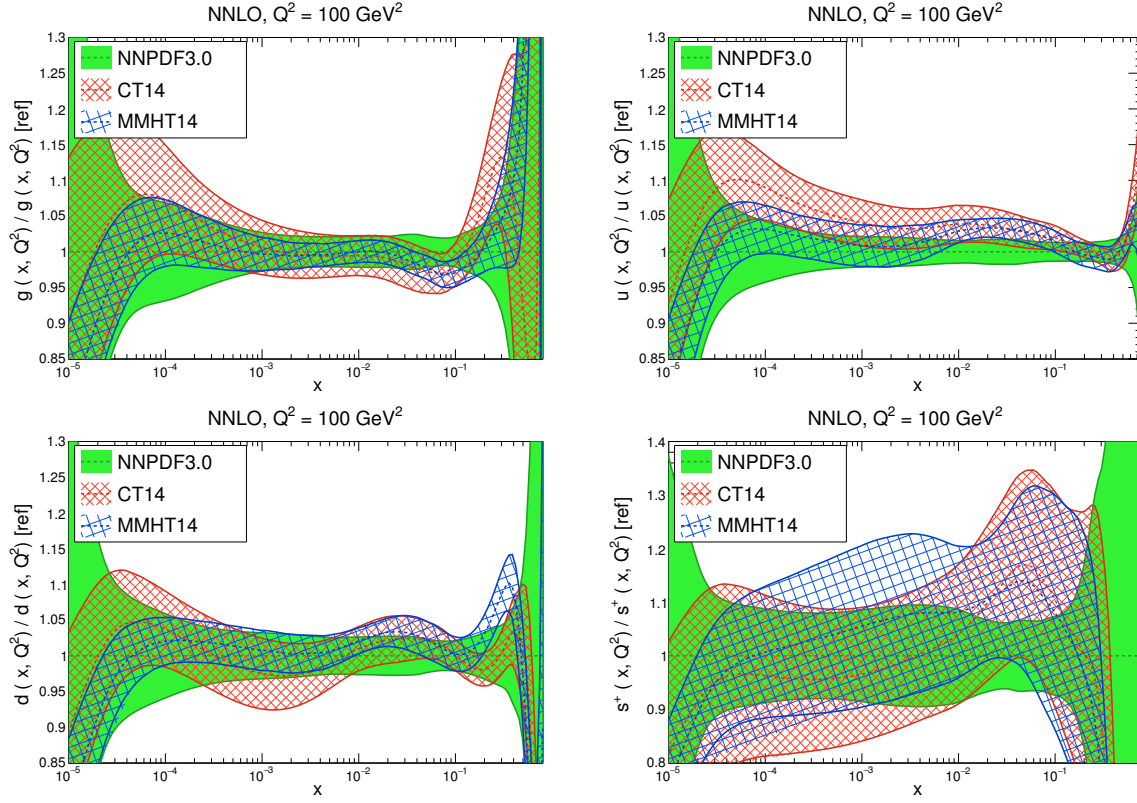 NNLO, Q² = 100 GeV²
g ( x, Q²) / g ( x, Q²) [ref]
1.3
1.25
1.2
1.15
1.1
1.05
1
0.95
0.9
0.85
NNPDF3.0
CT14
MMHT14
10⁻⁵ 10⁻⁴ 10⁻³ 10⁻² 10⁻¹
x
NNLO, Q² = 100 GeV²
u ( x, Q²) / u ( x, Q²) [ref]
1.3
1.25
1.2
1.15
1.1
1.05
1
0.95
0.9
0.85
NNPDF3.0
CT14
MMHT14
10⁻⁵ 10⁻⁴ 10⁻³ 10⁻² 10⁻¹
x
NNLO, Q² = 100 GeV²
d ( x, Q²) / d ( x, Q²) [ref]
1.3
1.25
1.2
1.15
1.1
1.05
1
0.95
0.9
0.85
NNPDF3.0
CT14
MMHT14
10⁻⁵ 10⁻⁴ 10⁻³ 10⁻² 10⁻¹
x
NNLO, Q² = 100 GeV²
s⁺ ( x, Q²) / s⁺ ( x, Q²) [ref]
1.4
1.3
1.2
1.1
1
0.9
0.8
NNPDF3.0
CT14
MMHT14
10⁻⁵ 10⁻⁴ 10⁻³ 10⁻² 10⁻¹
x